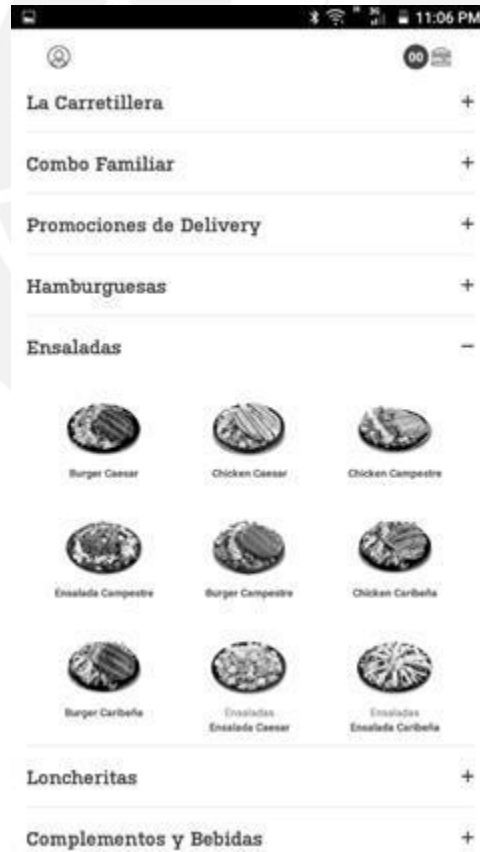 11:06 PM
00
La Carretillera +
Combo Familiar +
Promociones de Delivery +
Hamburguesas +
Ensaladas −
Burger Caesar
Chicken Caesar
Chicken Campestre
Ensalada Campestre
Burger Campestre
Chicken Caribeña
Burger Caribeña
Ensaladas
Ensalada Caesar
Ensaladas
Ensalada Caribeña
Loncheritas +
Complementos y Bebidas +